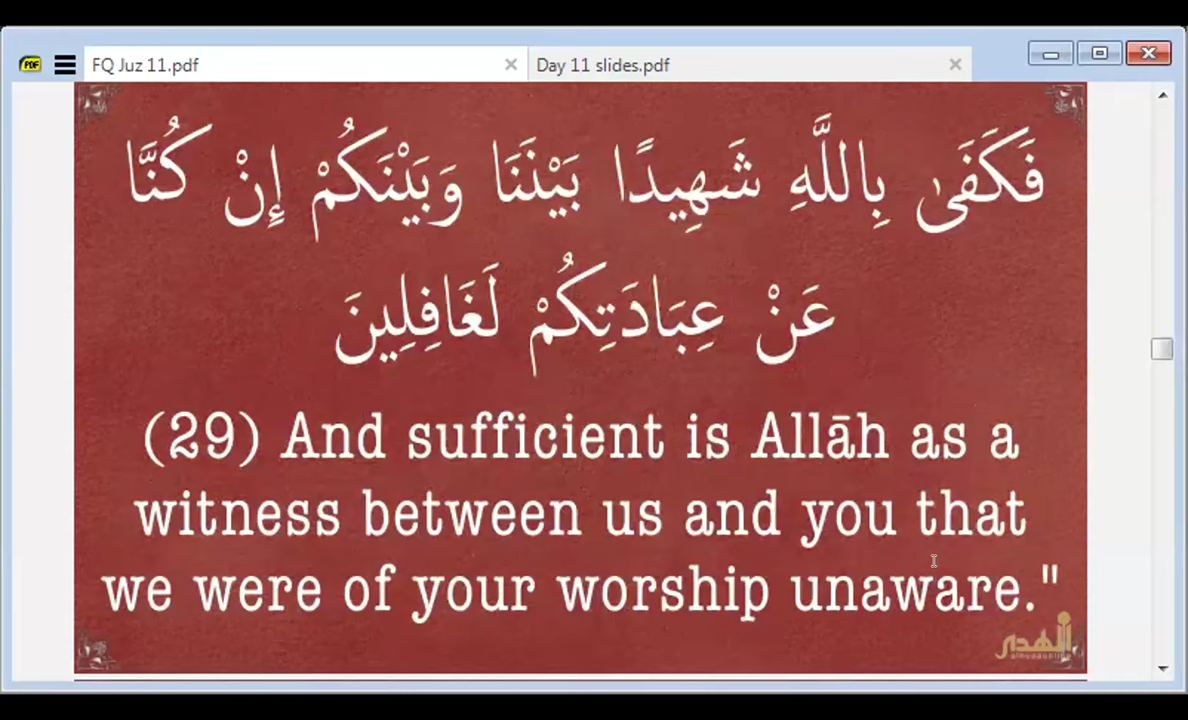 FQ Juz 11.pdf
Day 11 slides.pdf
فَكَفَىٰ بِاللَّهِ شَهِيدًا بَيْنَنَا وَبَيْنَكُمْ إِنْ كُنَّا
عَنْ عِبَادَتِكُمْ لَغَافِلِينَ
(29) And sufficient is Allāh as a
witness between us and you that
we were of your worship unaware."
الهدى